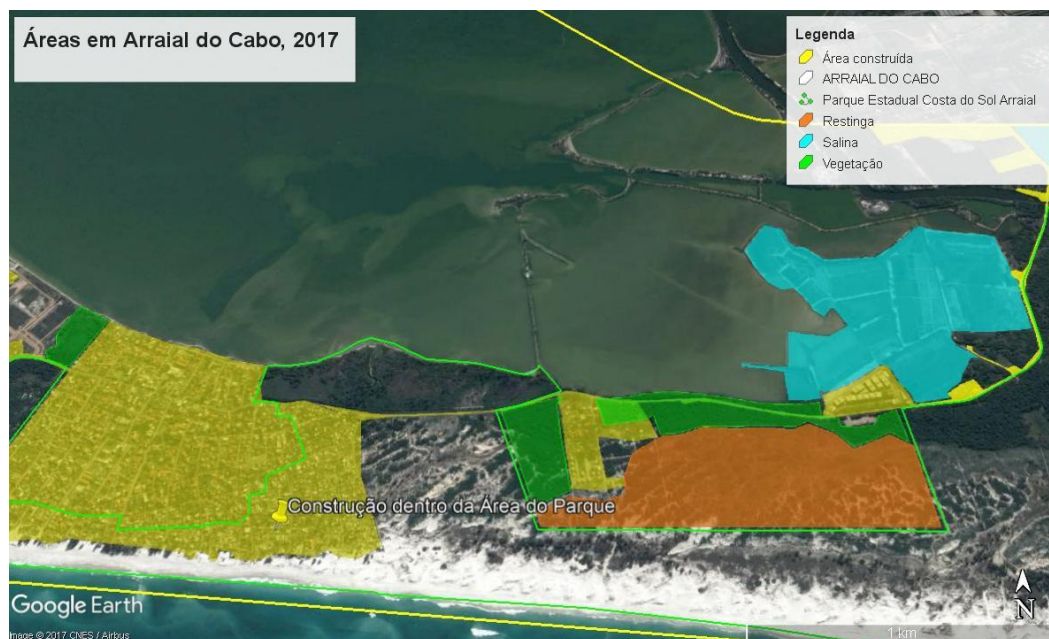 Áreas em Arraial do Cabo, 2017
Legenda
Área construída
ARRAIAL DO CABO
Parque Estadual Costa do Sol Arraial
Restinga
Salina
Vegetação
Construção dentro da Área do Parque
Google Earth
Image © 2017 CNES / Airbus
N
1 km